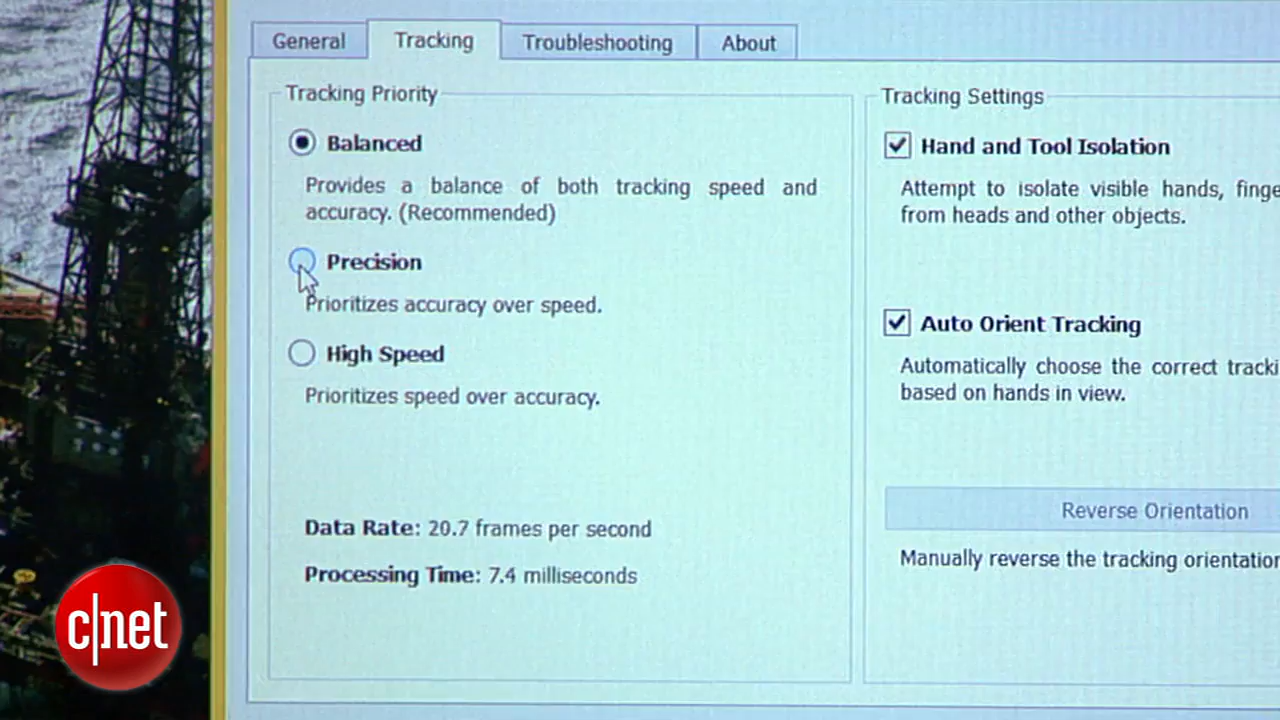 General Tracking Troubleshooting About
Tracking Priority
Balanced
Provides a balance of both tracking speed and
accuracy. (Recommended)
Precision
Prioritizes accuracy over speed.
High Speed
Prioritizes speed over accuracy.
Data Rate: 20.7 frames per second
Processing Time: 7.4 milliseconds
Tracking Settings
Hand and Tool Isolation
Attempt to isolate visible hands,
from heads and other objects.
Auto Orient Tracking
Automatically choose the correct
based on hands in view.
Reverse Orientation
Manually reverse the tracking
c|net